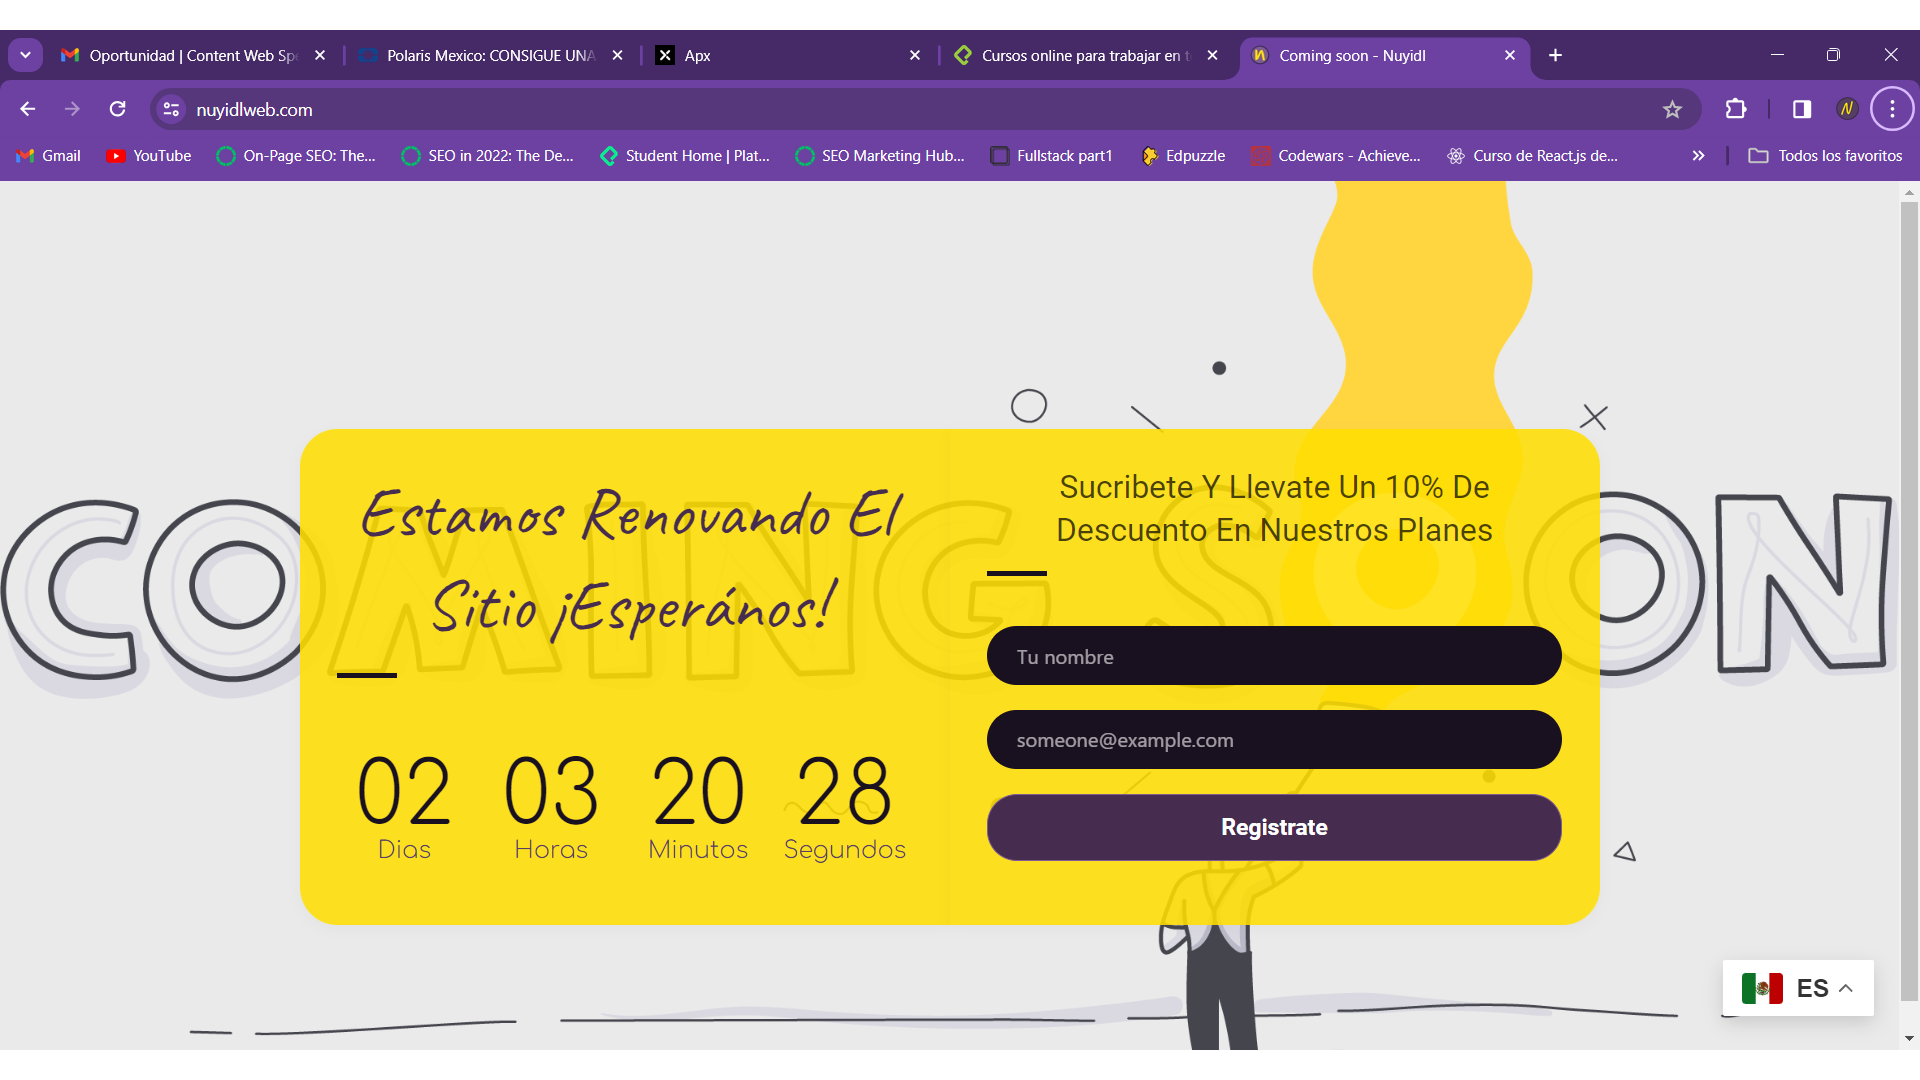 Oportunidad | Content Web Spe
Polaris Mexico: CONSIGUE UNA
Apx
Cursos online para trabajar en t
Coming soon - Nuyidl
nuyidlweb.com
Gmail
YouTube
On-Page SEO: The...
SEO in 2022: The De...
Student Home | Plat...
SEO Marketing Hub...
Fullstack part1
Edpuzzle
Codewars - Achieve...
Curso de React.js de...
Todos los favoritos
COMING SOON
Estamos Renovando El
Sitio ¡Esperános!
02 03 20 28
Dias Horas Minutos Segundos
Sucribete Y Llevate Un 10% De
Descuento En Nuestros Planes
Tu nombre
someone@example.com
Registrate
ES